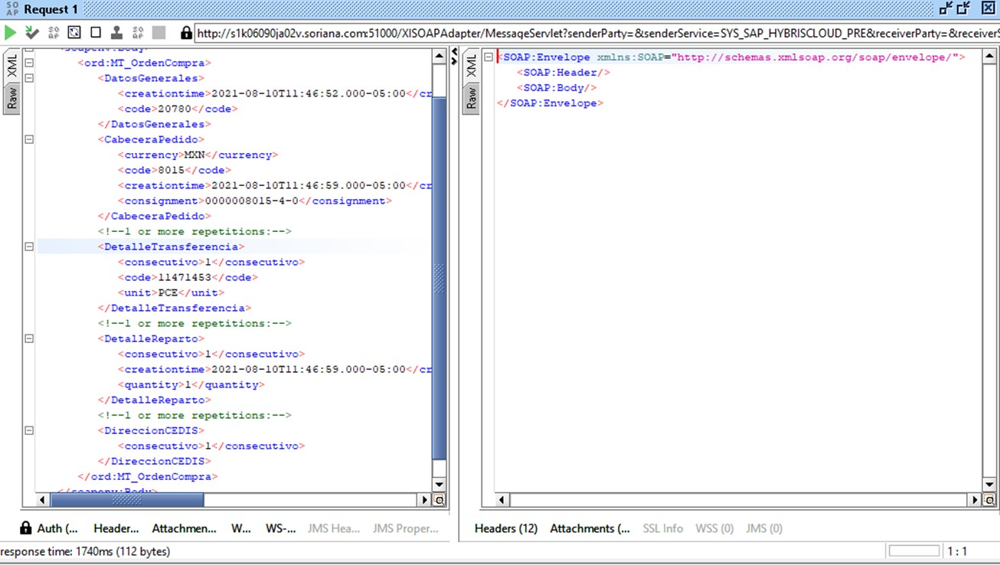 SO AP Request 1
SO AP SO AP http://s1k06090ja02v.soriana.com:51000/XISOAPAdapter/MessageServlet?senderParty=&senderService=SYS_SAP_HYBRISCLOUD_PRE&receiverParty=&receiverS
XML
Raw
<ord:MT_OrdenCompra>
<DatosGenerales>
<creationtime>2021-08-10T11:46:52.000-05:00</cr
<code>20780</code>
</DatosGenerales>
<CabeceraPedido>
<currency>MXN</currency>
<code>8015</code>
<creationtime>2021-08-10T11:46:59.000-05:00</cr
<consignment>0000008015-4-0</consignment>
</CabeceraPedido>
<!--1 or more repetitions:-->
<DetalleTransferencia>
<consecutivo>1</consecutivo>
<code>11471453</code>
<unit>PCE</unit>
</DetalleTransferencia>
<!--1 or more repetitions:-->
<DetalleReparto>
<consecutivo>1</consecutivo>
<creationtime>2021-08-10T11:46:59.000-05:00</cr
<quantity>1</quantity>
</DetalleReparto>
<!--1 or more repetitions:-->
<DireccionCEDIS>
<consecutivo>1</consecutivo>
</DireccionCEDIS>
</ord:MT_OrdenCompra>
</soapenv:Body>
XML
Raw
<SOAP:Envelope xmlns:SOAP="http://schemas.xmlsoap.org/soap/envelope/">
<SOAP:Header/>
<SOAP:Body/>
</SOAP:Envelope>
Auth (... Header... Attachmen... W... WS-... JMS Hea... JMS Proper...
Headers (12) Attachments (... SSL Info WSS (0) JMS (0)
response time: 1740ms (112 bytes)
1 : 1